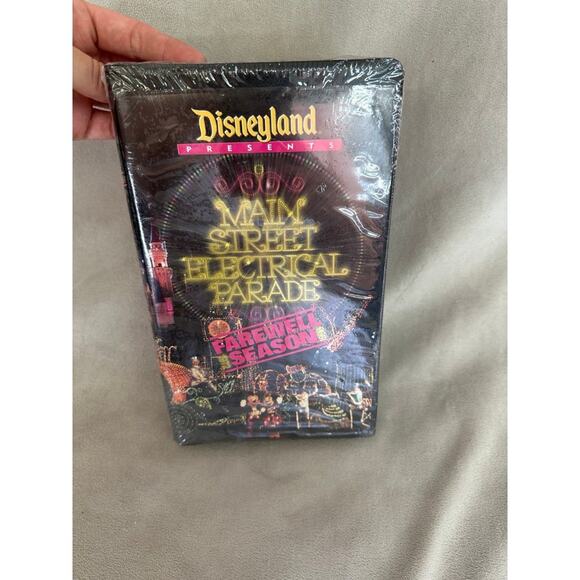 Disneyland
PRESENTS
MAIN
STREET
ELECTRICAL
PARADE
FAREWELL
SEASON